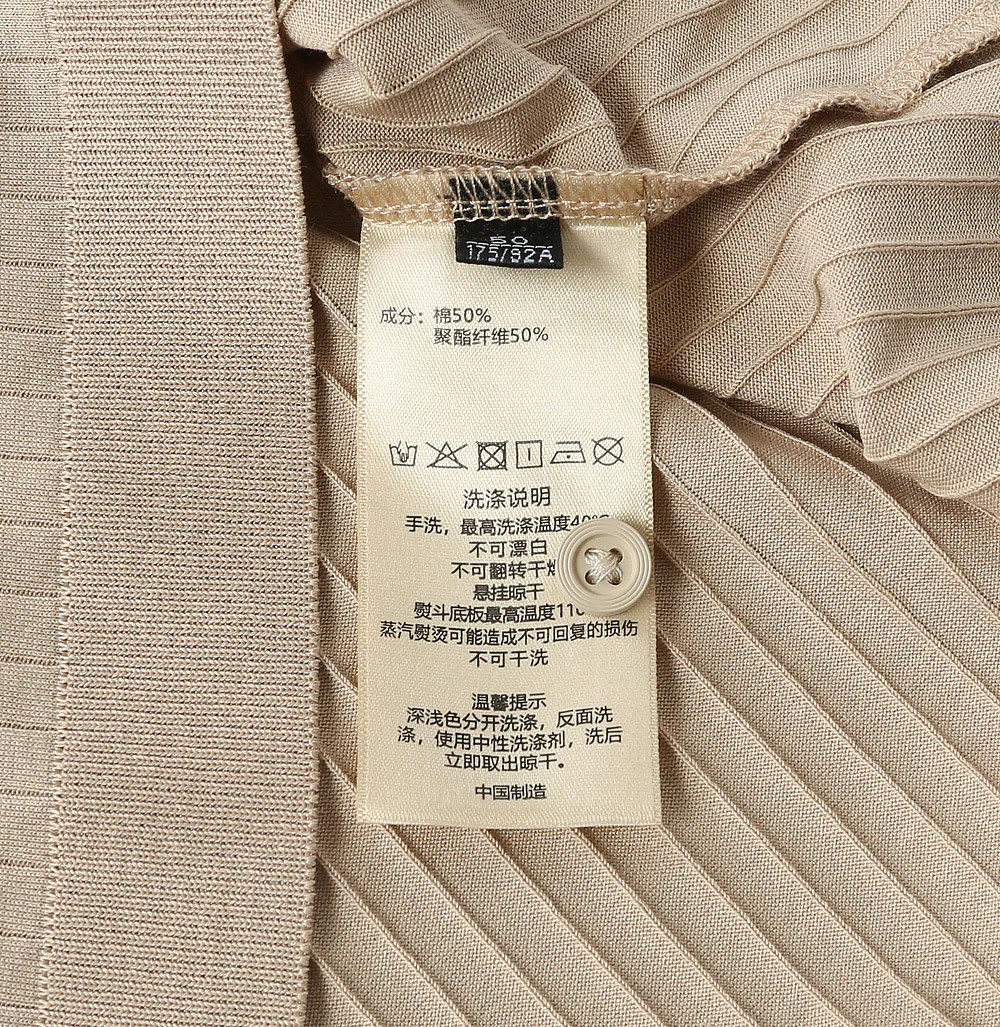 50
175/92A
成分：棉50%
聚酯纤维50%
洗涤说明
手洗，最高洗涤温度40°C
不可漂白
不可翻转干
悬挂晾干
熨斗底板最高温度110
蒸汽熨烫可能造成不可回复的损伤
不可干洗
温馨提示
深浅色分开洗涤，反面洗
涤，使用中性洗涤剂，洗后
立即取出晾干。
中国制造